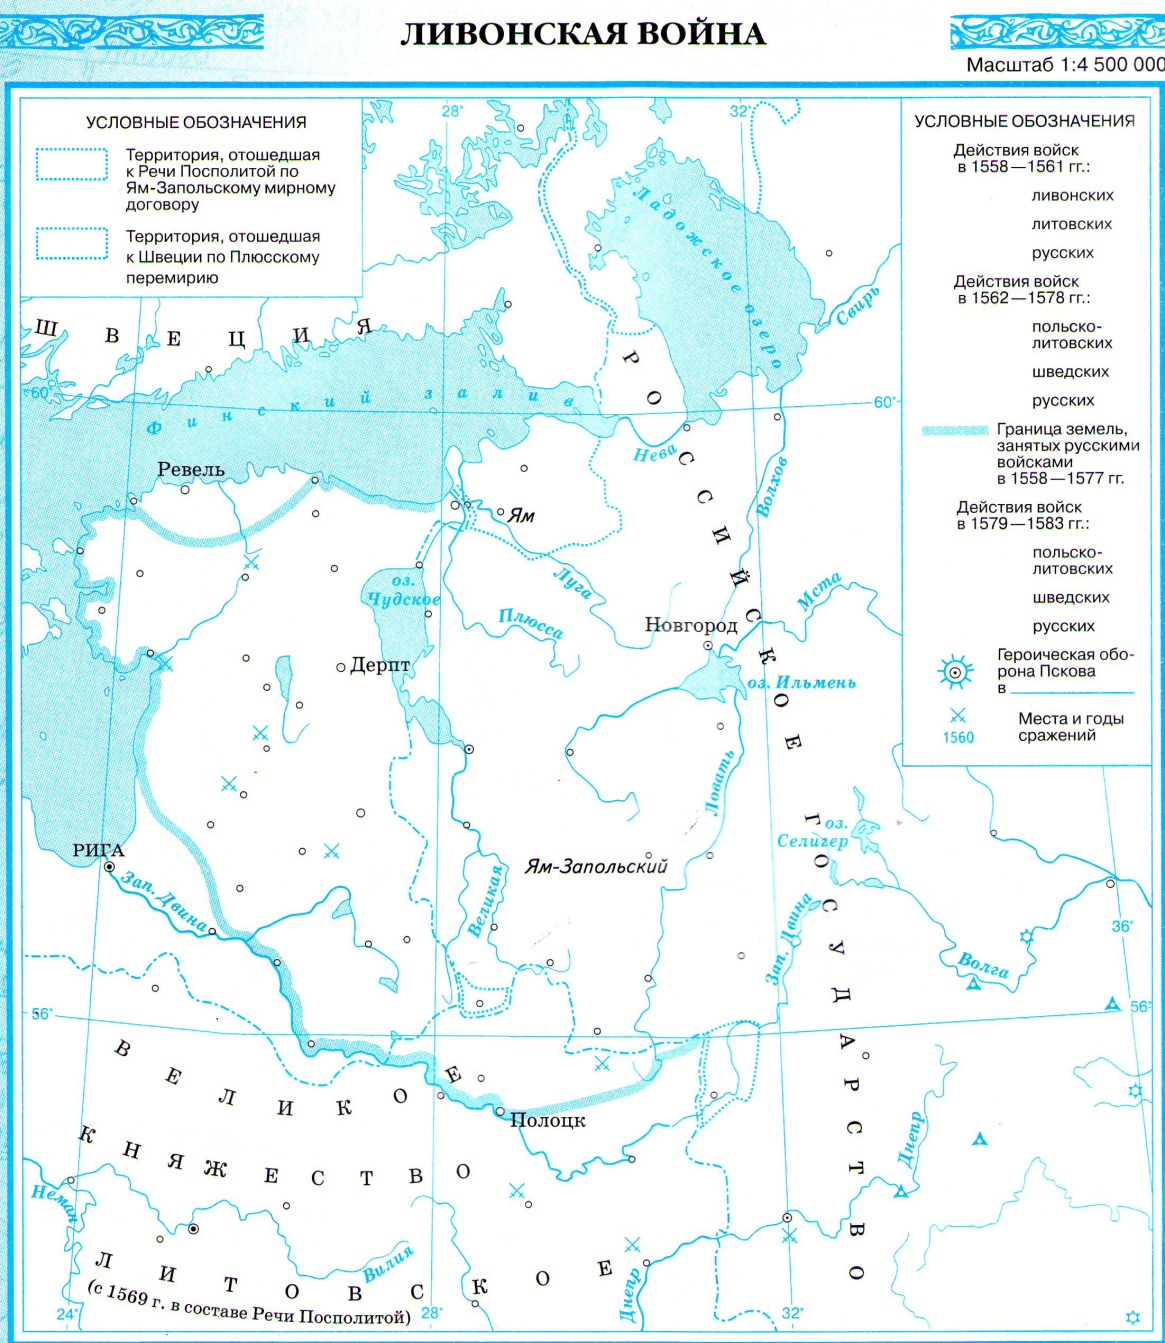 ЛИВОНСКАЯ ВОЙНА
Масштаб 1:4 500 000
УСЛОВНЫЕ ОБОЗНАЧЕНИЯ
Территория, отошедшая
к Речи Посполитой по
Ям-Запольскому мирному
договору
Территория, отошедшая
к Швеции по Плюсскому
перемирию
28°
32°
УСЛОВНЫЕ ОБОЗНАЧЕНИЯ
Действия войск
в 1558—1561 гг.:
ливонских
литовских
русских
Действия войск
в 1562—1578 гг.:
польско-
литовских
шведских
русских
Граница земель,
занятых русскими
войсками
в 1558—1577 гг.
Действия войск
в 1579—1583 гг.:
польско-
литовских
шведских
русских
Героическая обо-
рона Пскова
в
Места и годы
сражений
1560
Ладожское озеро
Свирь
ШВЕЦИЯ
60°
60°
Финский залив
РОССИЙСКОЕ ГОСУДАРСТВО
Нева
Волхов
Ревель
Ям
оз.
Чудское
Луга
Плюсса
Мста
Новгород
Дерпт
оз. Ильмень
Ловать
оз.
Селигер
РИГА
Зап. Двина
Ям-Запольский
Великая
Зап. Двина
36°
Волга
56°
56°
ВЕЛИКОЕ
КНЯЖЕСТВО
ЛИТОВСКОЕ
(с 1569 г. в составе Речи Посполитой)
Полоцк
Днепр
Неман
Вилия
Днепр
24°
28°
32°